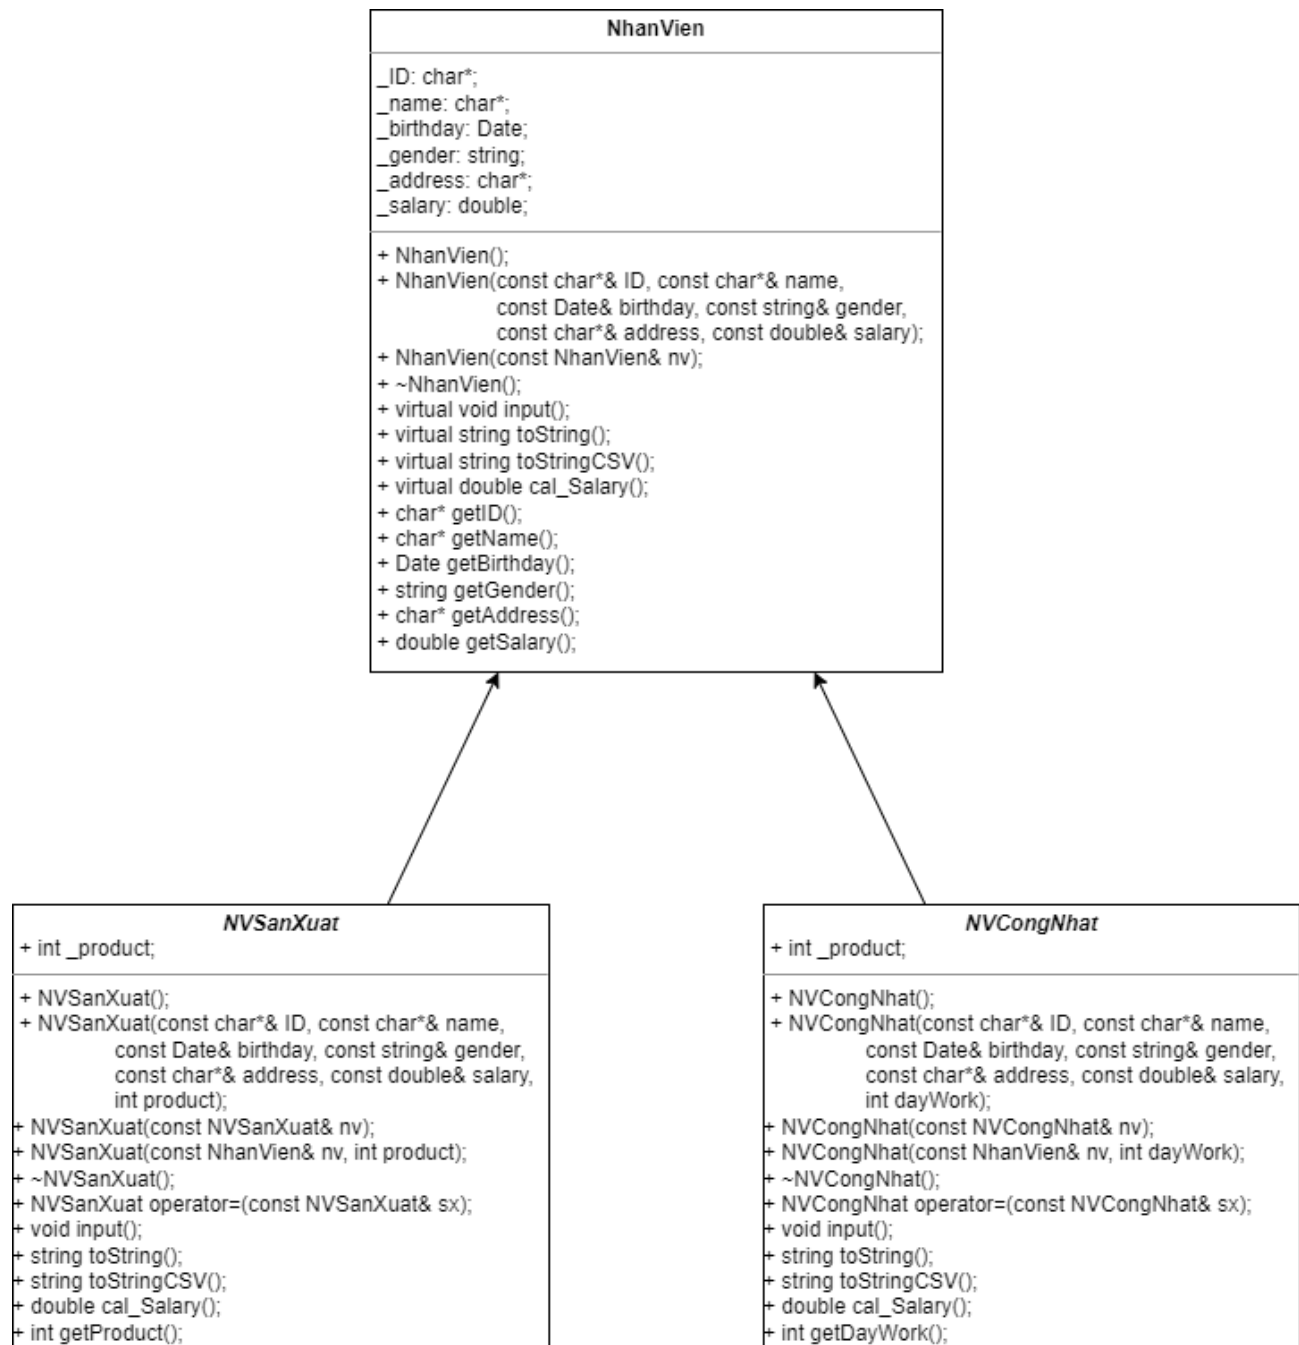 NhanVien
_ID: char*;
_name: char*;
_birthday: Date;
_gender: string;
_address: char*;
_salary: double;
+ NhanVien();
+ NhanVien(const char*& ID, const char*& name,
const Date& birthday, const string& gender,
const char*& address, const double& salary);
+ NhanVien(const NhanVien& nv);
+ ~NhanVien();
+ virtual void input();
+ virtual string toString();
+ virtual string toStringCSV();
+ virtual double cal_Salary();
+ char* getID();
+ char* getName();
+ Date getBirthday();
+ string getGender();
+ char* getAddress();
+ double getSalary();
NVSanXuat
+ int _product;
+ NVSanXuat();
+ NVSanXuat(const char*& ID, const char*& name,
const Date& birthday, const string& gender,
const char*& address, const double& salary,
int product);
+ NVSanXuat(const NVSanXuat& nv);
+ NVSanXuat(const NhanVien& nv, int product);
+ ~NVSanXuat();
+ NVSanXuat operator=(const NVSanXuat& sx);
+ void input();
+ string toString();
+ string toStringCSV();
+ double cal_Salary();
+ int getProduct();
NVCongNhat
+ int _product;
+ NVCongNhat();
+ NVCongNhat(const char*& ID, const char*& name,
const Date& birthday, const string& gender,
const char*& address, const double& salary,
int dayWork);
+ NVCongNhat(const NVCongNhat& nv);
+ NVCongNhat(const NhanVien& nv, int dayWork);
+ ~NVCongNhat();
+ NVCongNhat operator=(const NVCongNhat& sx);
+ void input();
+ string toString();
+ string toStringCSV();
+ double cal_Salary();
+ int getDayWork();